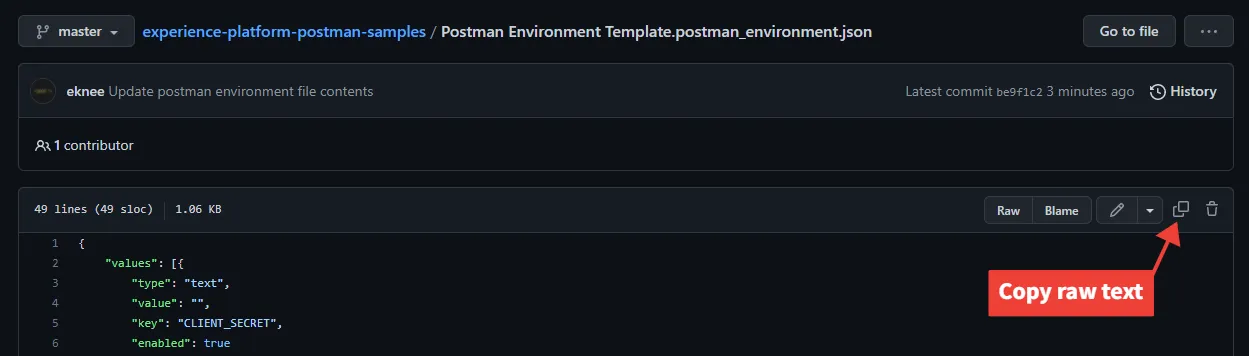 master experience-platform-postman-samples / Postman Environment Template.postman_environment.json Go to file ...
eknee Update postman environment file contents Latest commit be9f1c2 3 minutes ago History
1 contributor
49 lines (49 sloc) 1.06 KB Raw Blame
1 {
2 "values": [{
3 "type": "text",
4 "value": "",
5 "key": "CLIENT_SECRET",
6 "enabled": true
Copy raw text